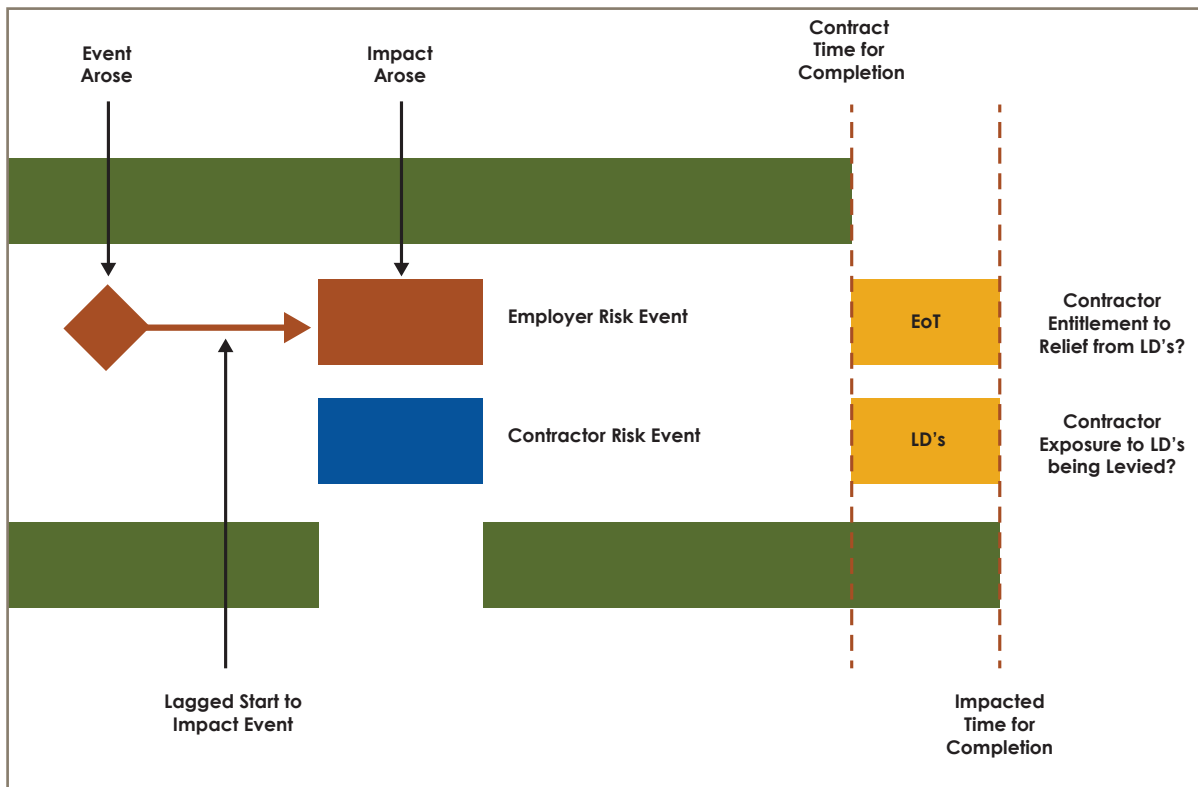 Event
Arose
Impact
Arose
Contract
Time for
Completion
Employer Risk Event
EoT
Contractor
Entitlement to
Relief from LD's?
Contractor Risk Event
LD's
Contractor
Exposure to LD's
being Levied?
Lagged Start to
Impact Event
Impacted
Time for
Completion